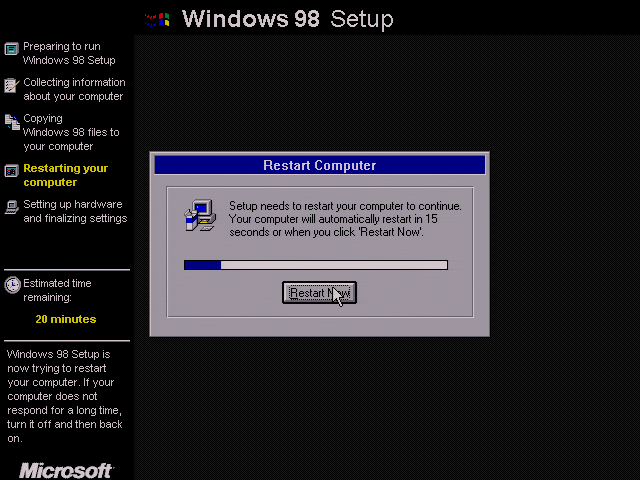 Windows 98 Setup
Preparing to run
Windows 98 Setup
Collecting information
about your computer
Copying
Windows 98 files to
your computer
Restarting your
computer
Setting up hardware
and finalizing settings
Estimated time
remaining:
20 minutes
Windows 98 Setup is
now trying to restart
your computer. If your
computer does not
respond for a long time,
turn it off and then back
on.
Microsoft
Restart Computer
Setup needs to restart your computer to continue.
Your computer will automatically restart in 15
seconds or when you click 'Restart Now'.
Restart Now